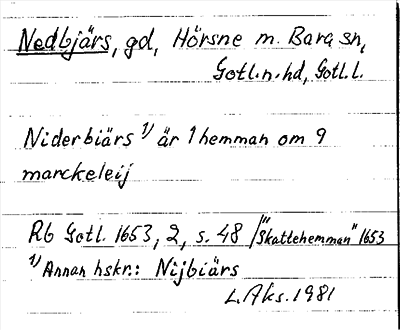 Nedbjärs, gd, Hörsne m. Bara sn,
Gotl.n.hd, Gotl.l.
Niderbiärs 1) är 1 hemman om 9
marckeleij
Rb Gotl. 1653, 2, s. 48 /"Skattehemman" 1653
1) Annan hskr.: Nijbiärs
L.Aks. 1981